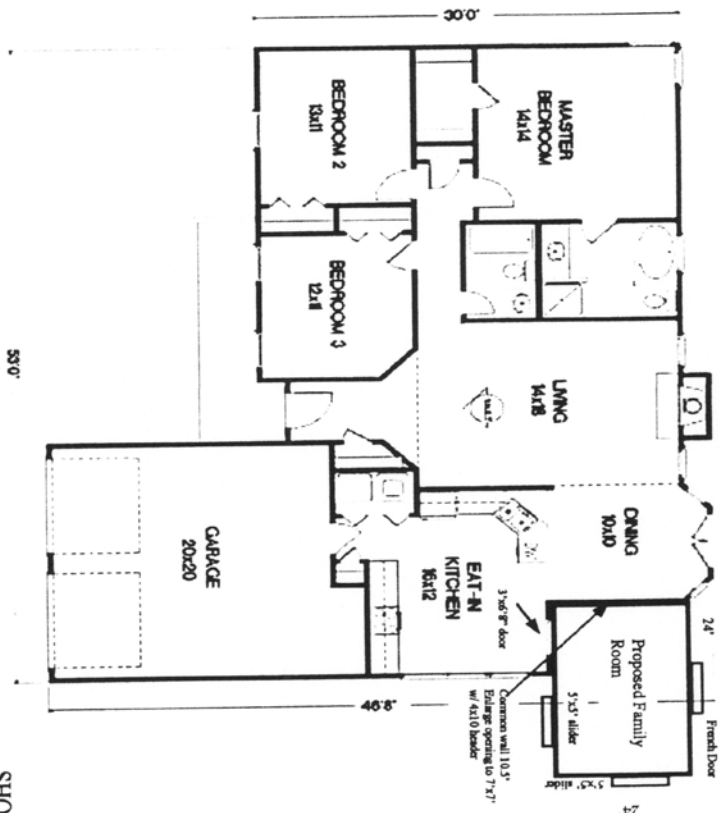 30'0"
MASTER
BEDROOM
14x14
BEDROOM 2
13x11
BEDROOM 3
12x11
LIVING
14x18
53'0"
DINING
10x10
EAT-IN
KITCHEN
16x12
GARAGE
20x20
3'x6'8" door
24'
Proposed Family
Room
5'x5' slider
French Door
5'x5' slider
24
Common wall 10.5'
Enlarge opening to 7'x7'
w/ 4x10 header
46'8"
OHS